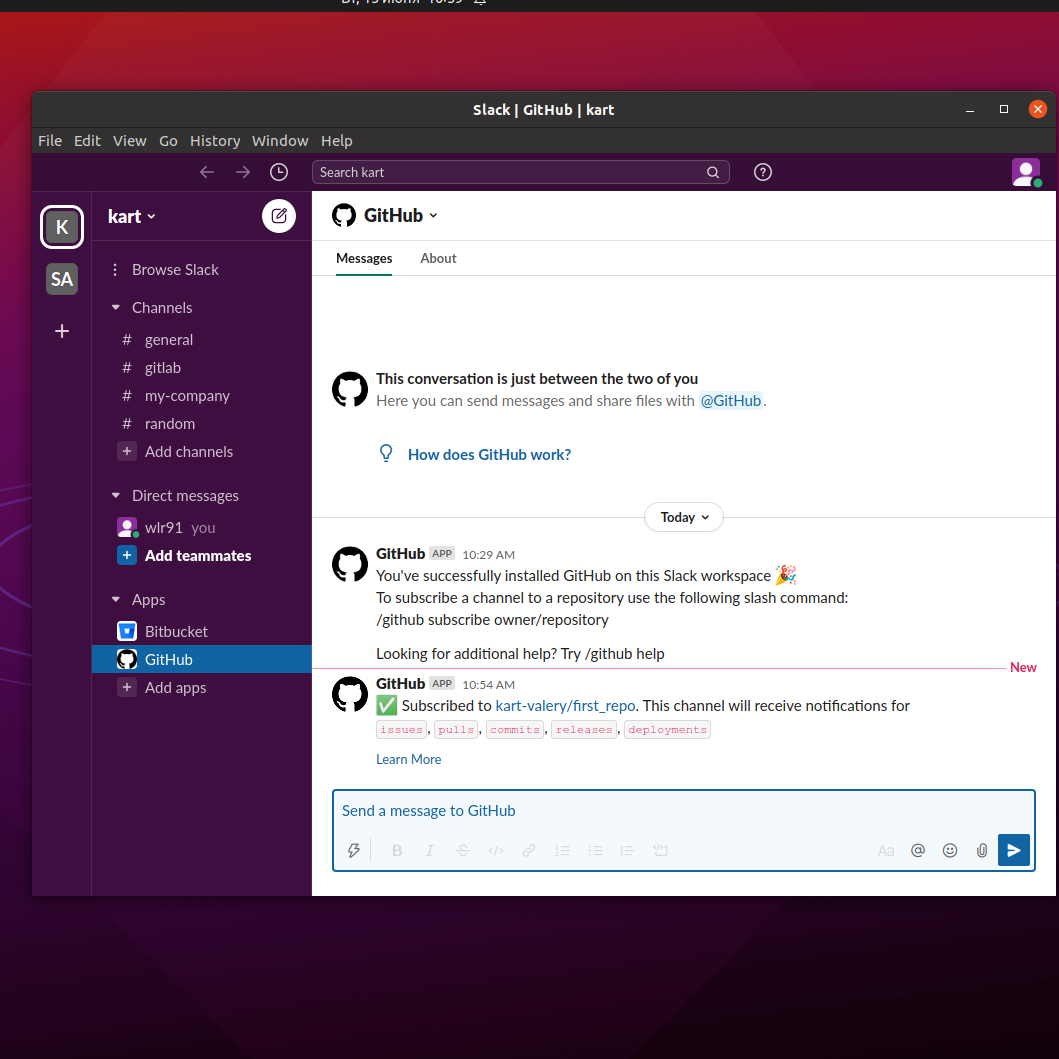 Вт, 15 июня 10:59
Slack | GitHub | kart
File Edit View Go History Window Help
Search kart
K
SA
kart
Browse Slack
Channels
# general
# gitlab
# my-company
# random
+ Add channels
Direct messages
wlr91 you
+ Add teammates
Apps
Bitbucket
GitHub
+ Add apps
GitHub
Messages About
This conversation is just between the two of you
Here you can send messages and share files with @GitHub.
How does GitHub work?
Today
GitHub APP 10:29 AM
You've successfully installed GitHub on this Slack workspace 🎉
To subscribe a channel to a repository use the following slash command:
/github subscribe owner/repository
Looking for additional help? Try /github help
New
GitHub APP 10:54 AM
✅ Subscribed to kart-valery/first_repo. This channel will receive notifications for
issues, pulls, commits, releases, deployments
Learn More
Send a message to GitHub
B I S </> Aa @